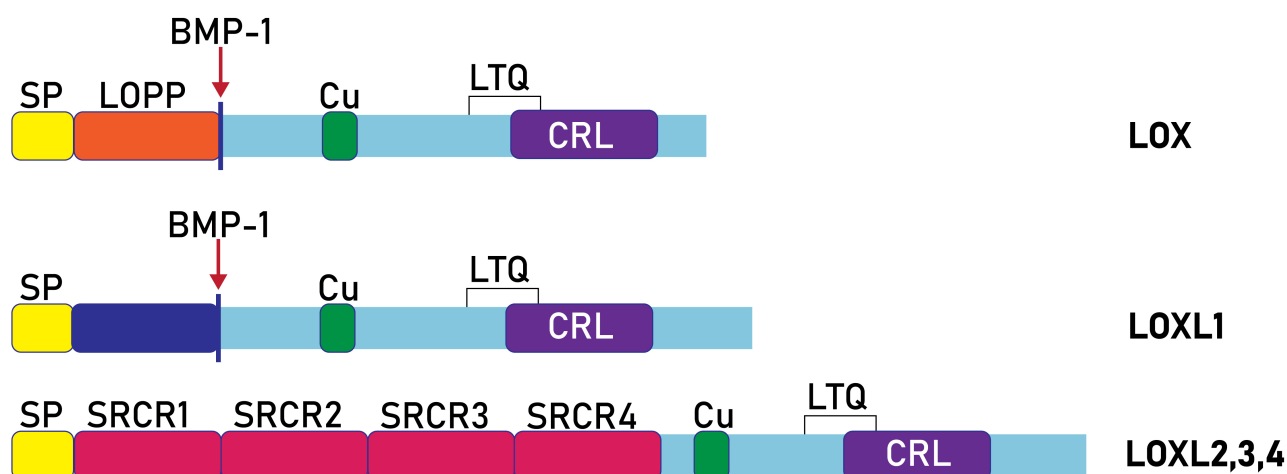 BMP-1
SP LOPP Cu LTQ
CRL LOX
BMP-1
SP Cu LTQ
CRL LOXL1
SP SRCR1 SRCR2 SRCR3 SRCR4 Cu LTQ
CRL LOXL2,3,4